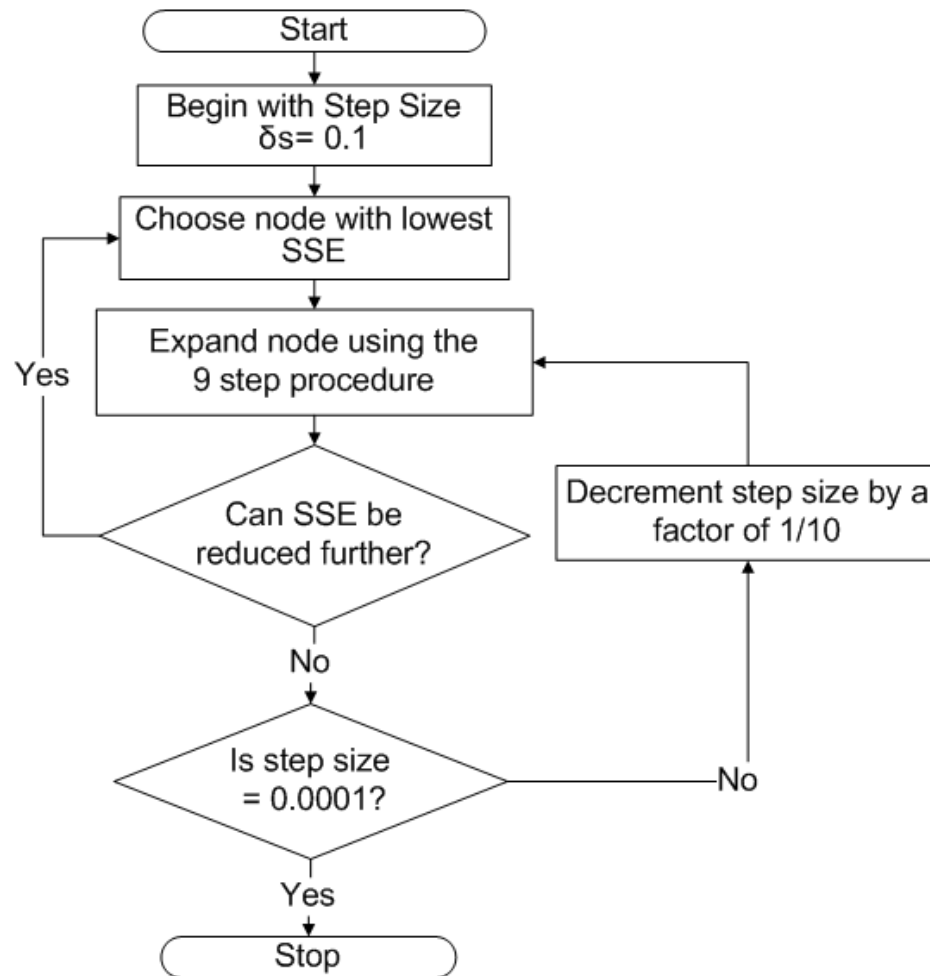 Start
Begin with Step Size
δs= 0.1
Choose node with lowest
SSE
Expand node using the
9 step procedure
Yes
Can SSE be
reduced further?
Decrement step size by a
factor of 1/10
No
Is step size
= 0.0001?
No
Yes
Stop